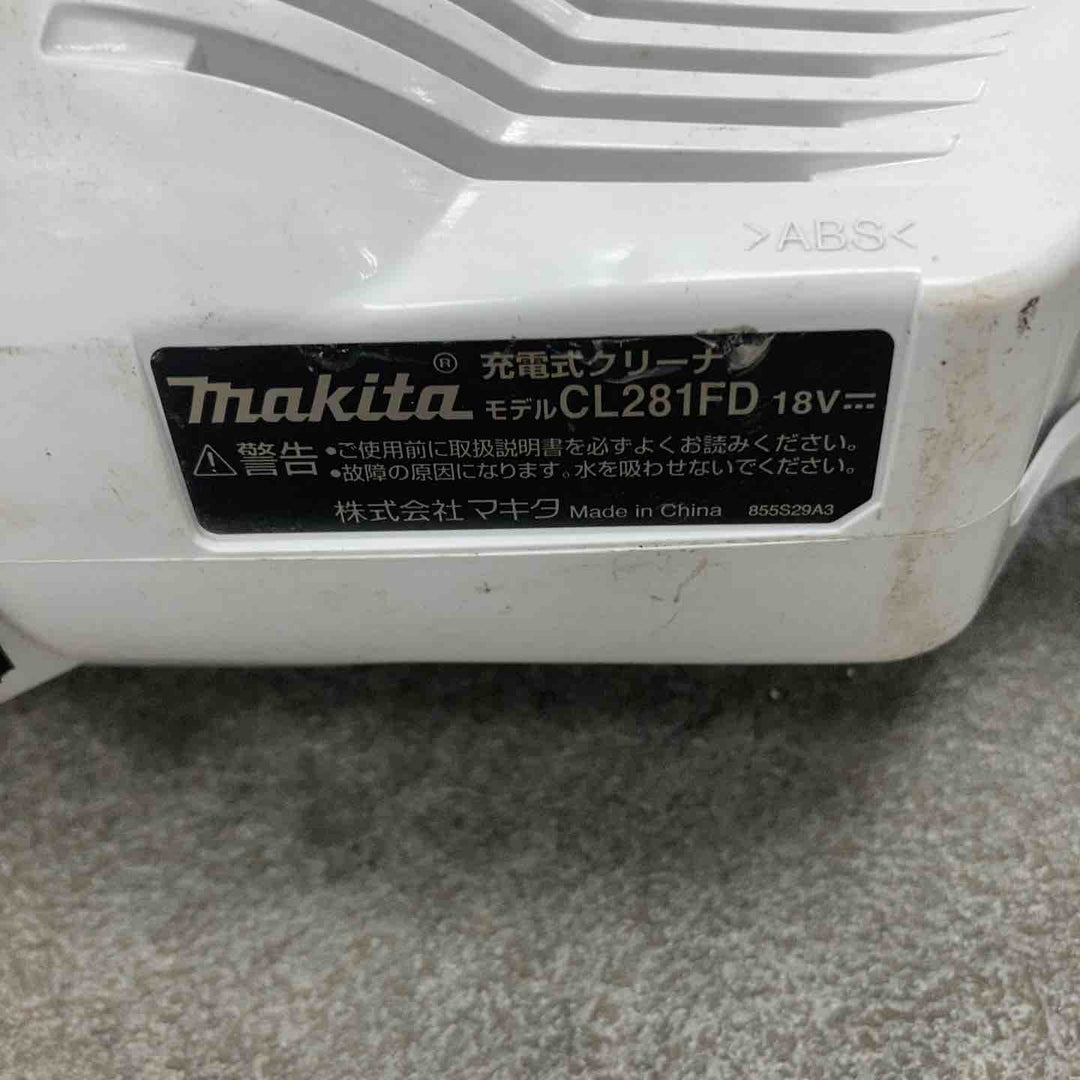 >ABS<
makita® 充電式クリーナ
モデルCL281FD 18V⎓
⚠警告 •ご使用前に取扱説明書を必ずよくお読みください。
•故障の原因になります。水を吸わせないでください。
株式会社マキタ Made in China 855S29A3